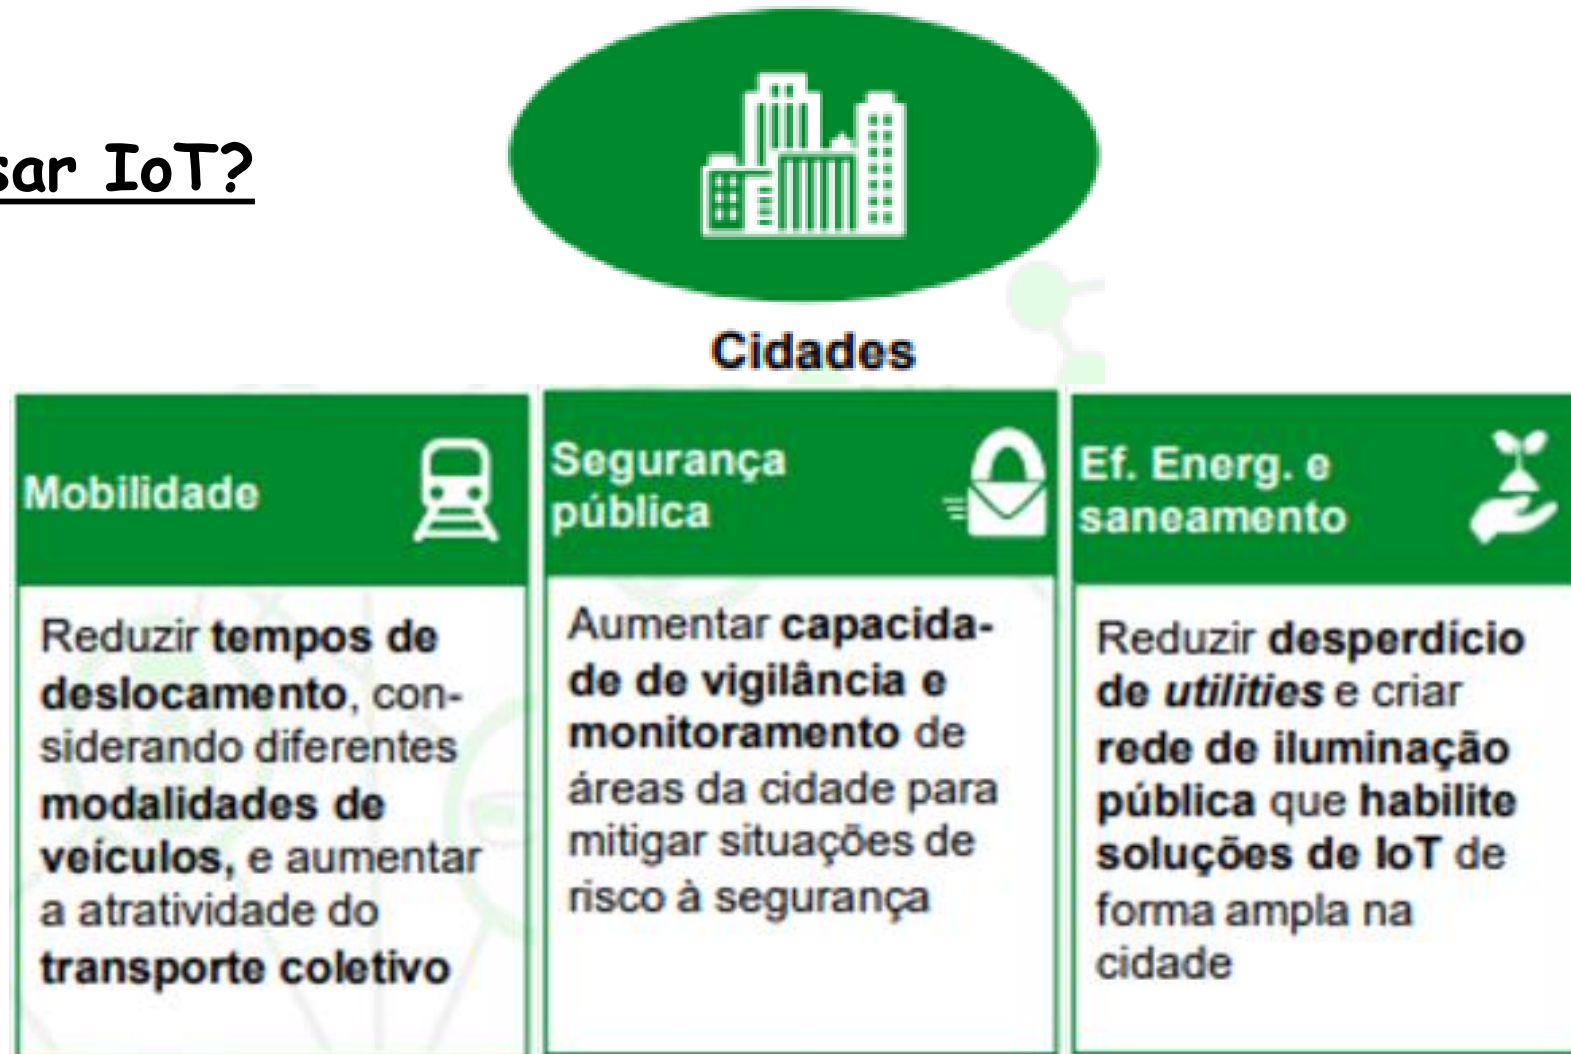 sar IoT?
Cidades
Mobilidade
Reduzir tempos de
deslocamento, con-
siderando diferentes
modalidades de
veículos, e aumentar
a atratividade do
transporte coletivo
Segurança
pública
Aumentar capacida-
de de vigilância e
monitoramento de
áreas da cidade para
mitigar situações de
risco à segurança
Ef. Energ. e
saneamento
Reduzir desperdício
de utilities e criar
rede de iluminação
pública que habilite
soluções de IoT de
forma ampla na
cidade